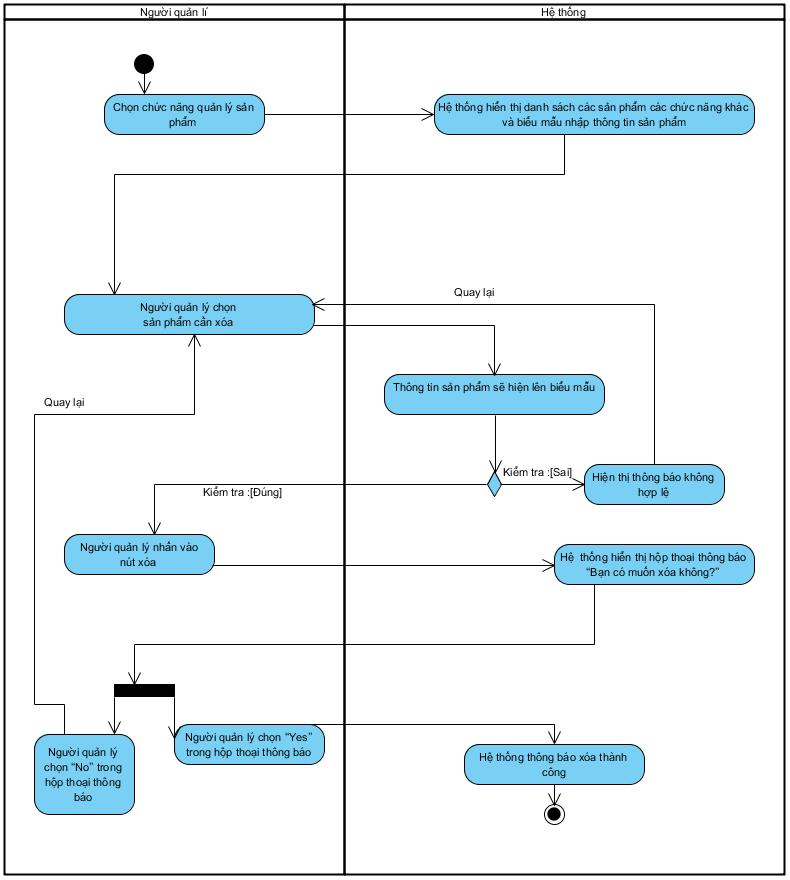 Người quản lí
Hệ thống
Chọn chức năng quản lý sản
phẩm
Hệ thống hiển thị danh sách các sản phẩm các chức năng khác
và biểu mẫu nhập thông tin sản phẩm
Quay lại
Người quản lý chọn
sản phẩm cần xóa
Thông tin sản phẩm sẽ hiện lên biểu mẫu
Quay lại
Kiểm tra :[Sai]
Hiện thị thông báo không
hợp lệ
Kiểm tra :[Đúng]
Người quản lý nhấn vào
nút xóa
Hệ thống hiển thị hộp thoại thông báo
“Bạn có muốn xóa không?”
Người quản lý
chọn “No” trong
hộp thoại thông
báo
Người quản lý chọn “Yes”
trong hộp thoại thông báo
Hệ thống thông báo xóa thành
công